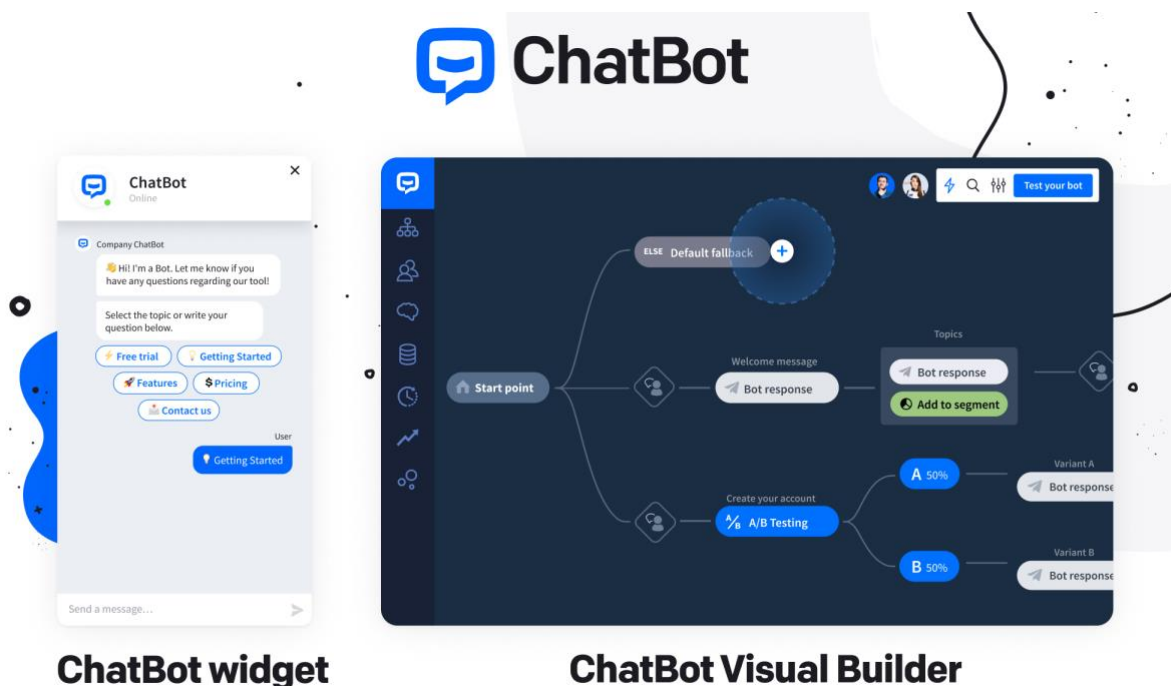 ChatBot
ChatBot
Online
Company ChatBot
👋 Hi! I'm a Bot. Let me know if you
have any questions regarding our tool!
Select the topic or write your
question below.
⚡ Free trial
💡 Getting Started
🚀 Features
$ Pricing
📩 Contact us
User
💡 Getting Started
Send a message...
Test your bot
ELSE Default fallback
Topics
Welcome message
Start point
Bot response
Bot response
Add to segment
Create your account
A/B A/B Testing
A 50%
Variant A
Bot response
B 50%
Variant B
Bot response
ChatBot widget
ChatBot Visual Builder